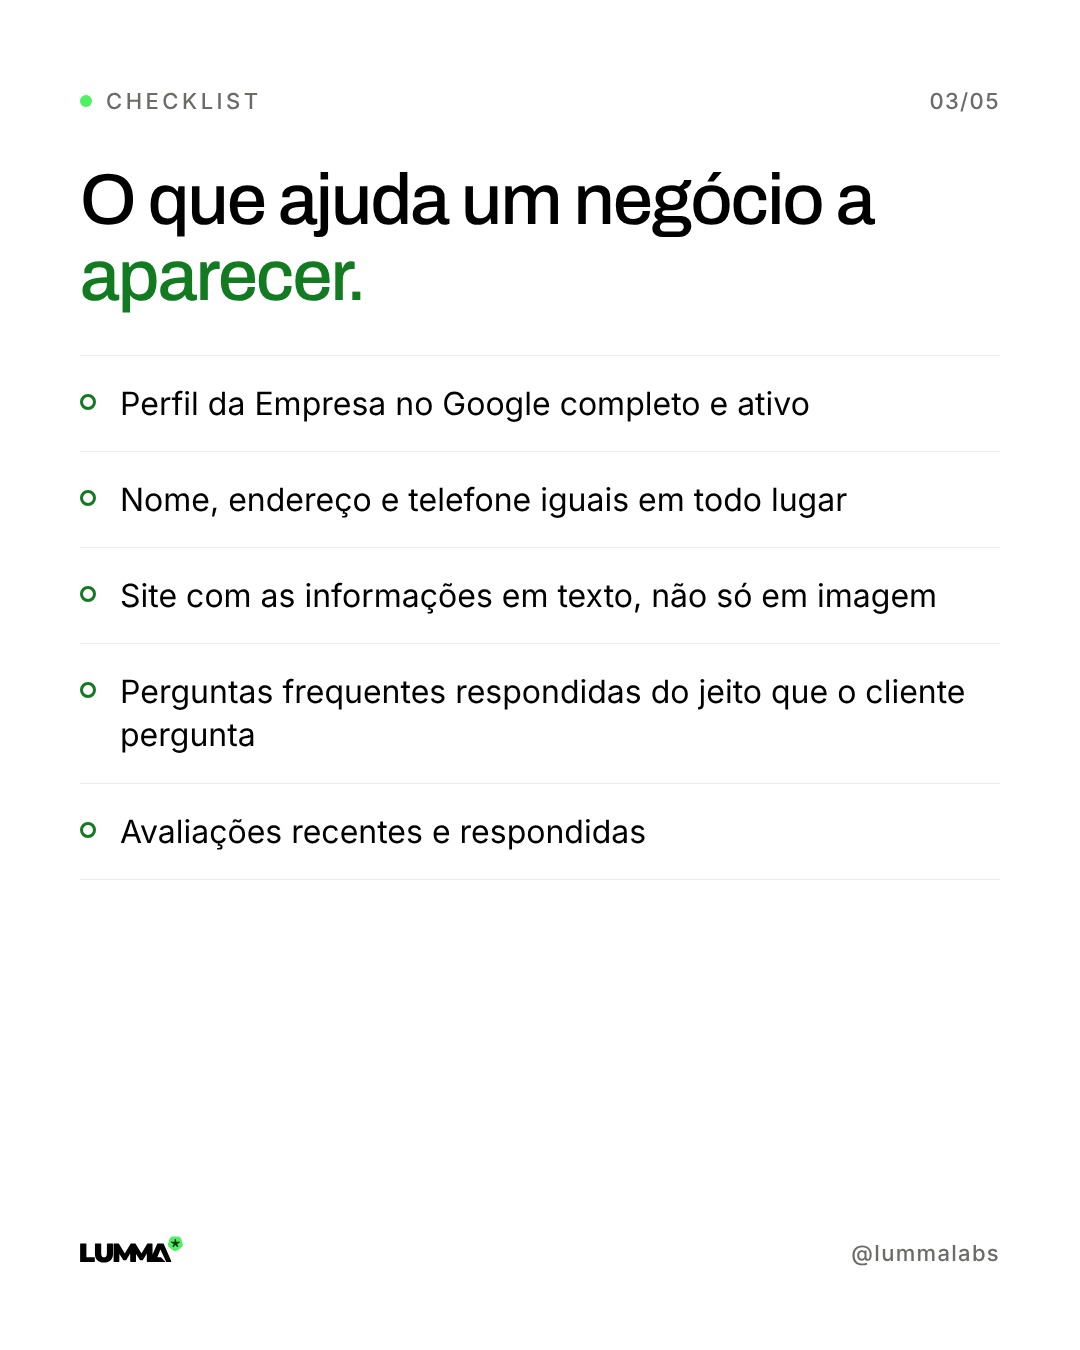 CHECKLIST
03/05
O que ajuda um negócio a
aparecer.
Perfil da Empresa no Google completo e ativo
Nome, endereço e telefone iguais em todo lugar
Site com as informações em texto, não só em imagem
Perguntas frequentes respondidas do jeito que o cliente
pergunta
Avaliações recentes e respondidas
LUMMA
@lummalabs